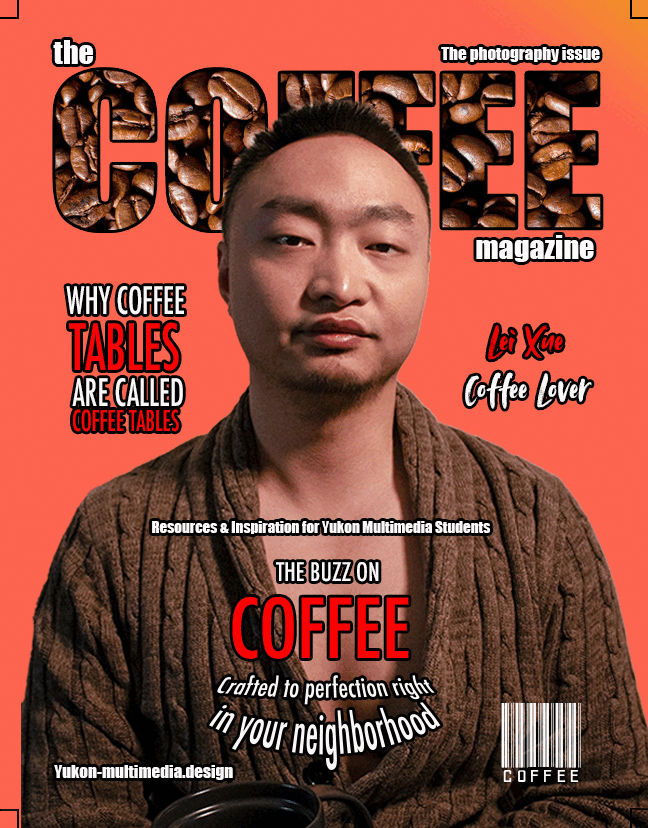 the
The photography issue
COFFEE
magazine
WHY COFFEE
TABLES
ARE CALLED
COFFEE TABLES
Lei Xue
Coffee Lover
Resources & Inspiration for Yukon Multimedia Students
THE BUZZ ON
COFFEE
Crafted to perfection right
in your neighborhood
Yukon-multimedia.design
COFFEE